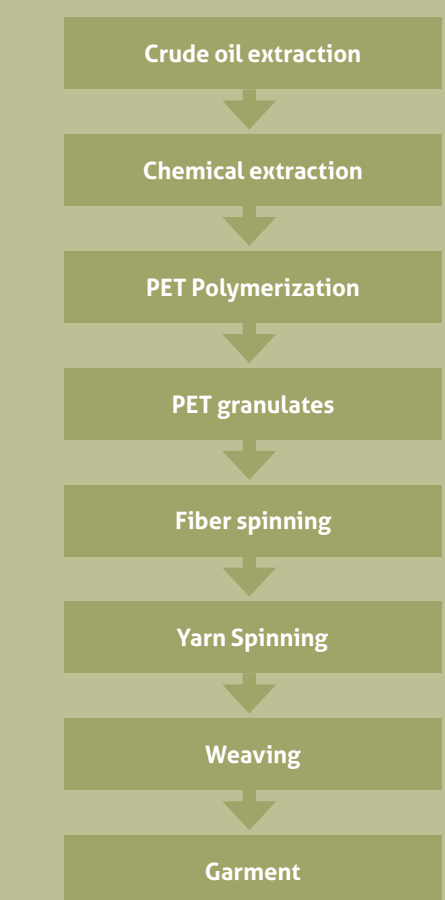 Crude oil extraction
Chemical extraction
PET Polymerization
PET granulates
Fiber spinning
Yarn Spinning
Weaving
Garment